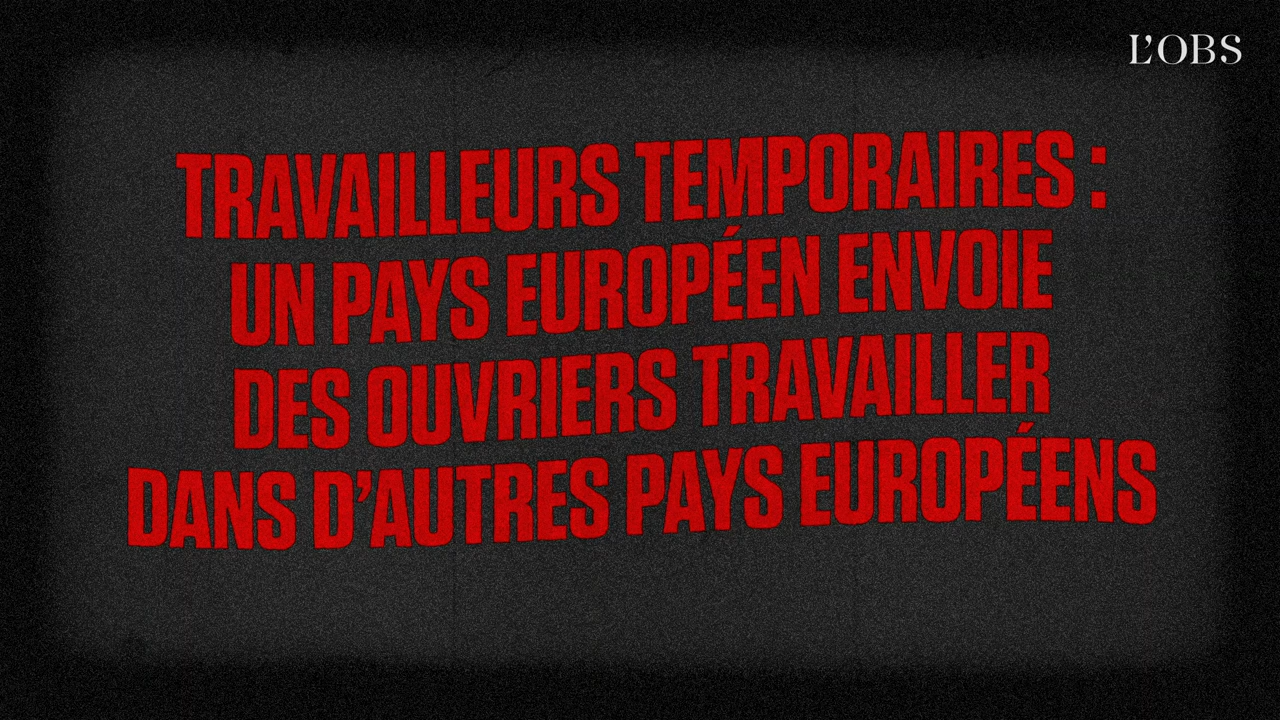 L'OBS
TRAVAILLEURS TEMPORAIRES :
UN PAYS EUROPÉEN ENVOIE
DES OUVRIERS TRAVAILLER
DANS D'AUTRES PAYS EUROPÉENS